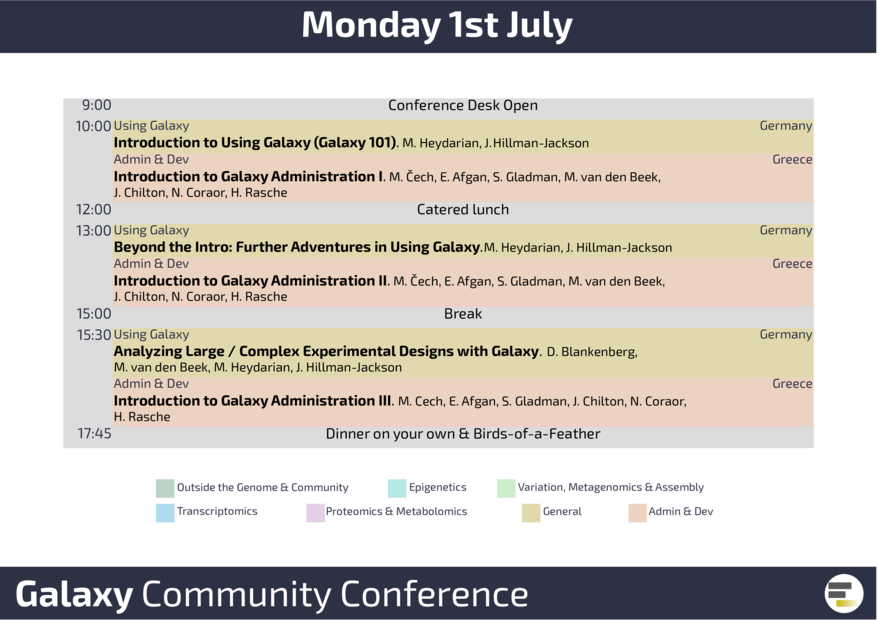 Monday 1st July
9:00 Conference Desk Open
10:00 Using Galaxy Germany
Introduction to Using Galaxy (Galaxy 101). M. Heydarian, J.Hillman-Jackson
Admin & Dev Greece
Introduction to Galaxy Administration I. M. Čech, E. Afgan, S. Gladman, M. van den Beek,
J. Chilton, N. Coraor, H. Rasche
12:00 Catered lunch
13:00 Using Galaxy Germany
Beyond the Intro: Further Adventures in Using Galaxy.M. Heydarian, J. Hillman-Jackson
Admin & Dev Greece
Introduction to Galaxy Administration II. M. Čech, E. Afgan, S. Gladman, M. van den Beek,
J. Chilton, N. Coraor, H. Rasche
15:00 Break
15:30 Using Galaxy Germany
Analyzing Large / Complex Experimental Designs with Galaxy. D. Blankenberg,
M. van den Beek, M. Heydarian, J. Hillman-Jackson
Admin & Dev Greece
Introduction to Galaxy Administration III. M. Cech, E. Afgan, S. Gladman, J. Chilton, N. Coraor,
H. Rasche
17:45 Dinner on your own & Birds-of-a-Feather
Outside the Genome & Community Epigenetics Variation, Metagenomics & Assembly
Transcriptomics Proteomics & Metabolomics General Admin & Dev
Galaxy Community Conference